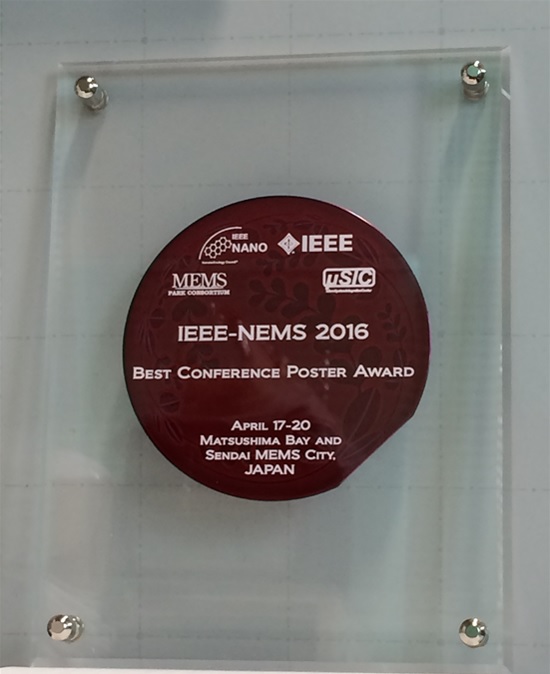 IEEE
NANO
IEEE
MEMS
PARK CONSORTIUM
µSIC
IEEE-NEMS 2016
BEST CONFERENCE POSTER AWARD
APRIL 17-20
MATSUSHIMA BAY AND
SENDAI MEMS CITY,
JAPAN